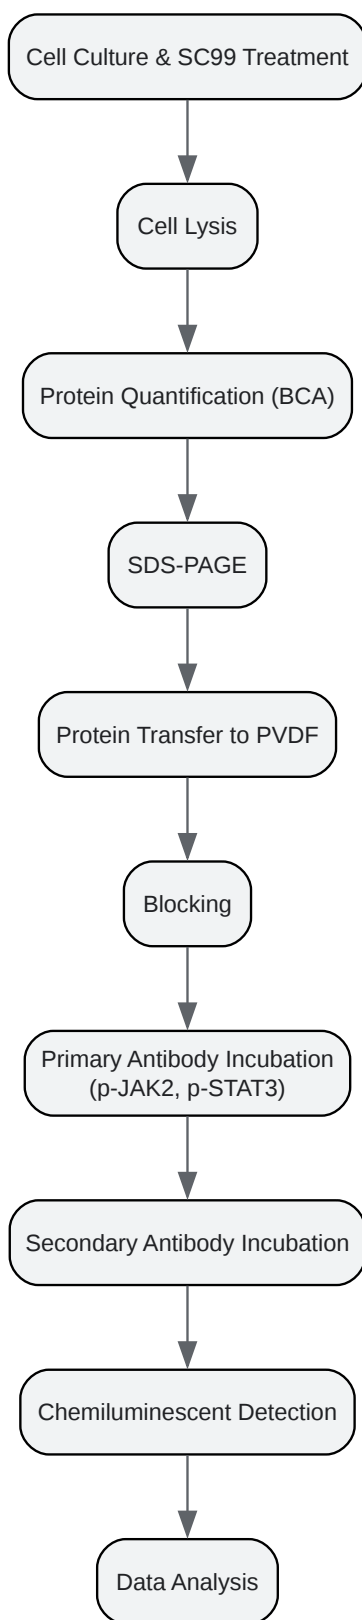 Cell Culture & SC99 Treatment
Cell Lysis
Protein Quantification (BCA)
SDS-PAGE
Protein Transfer to PVDF
Blocking
Primary Antibody Incubation
(p-JAK2, p-STAT3)
Secondary Antibody Incubation
Chemiluminescent Detection
Data Analysis